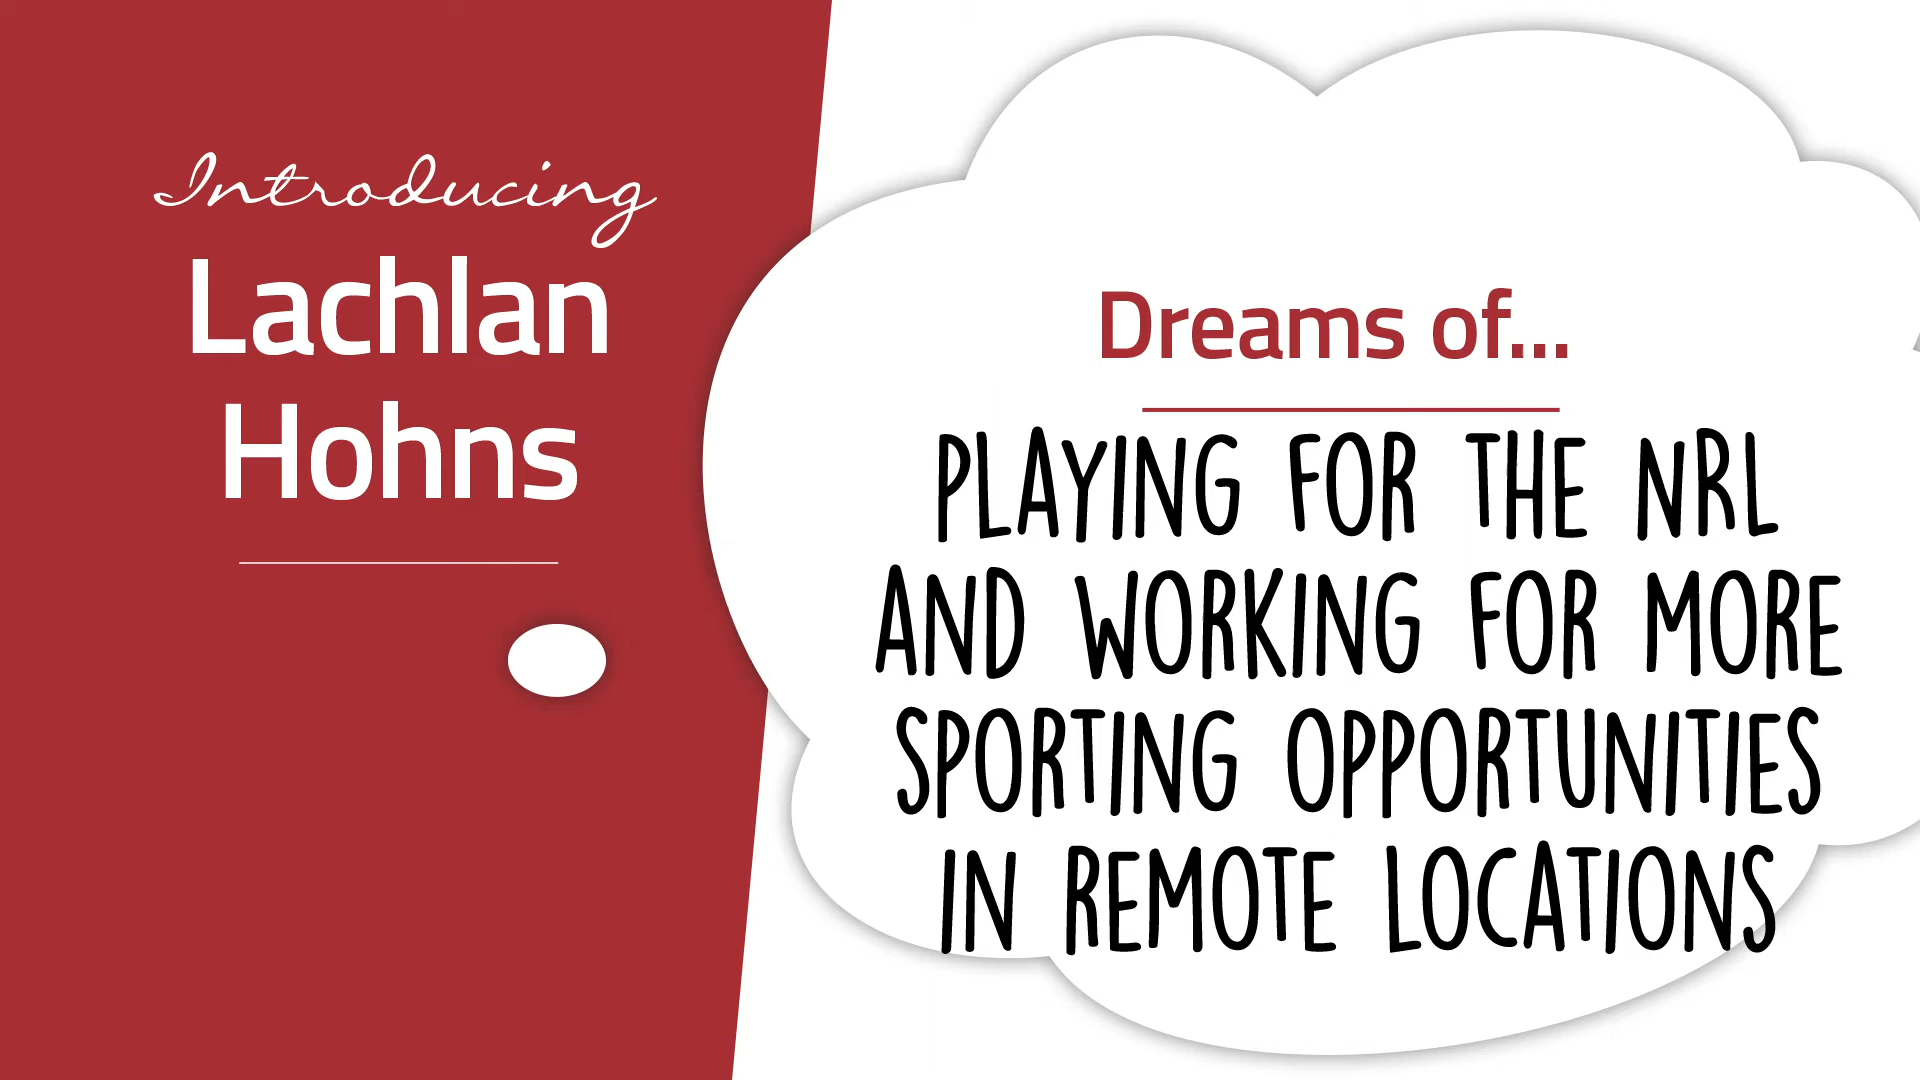 Introducing
Lachlan
Hohns
Dreams of...
PLAYING FOR THE NRL
AND WORKING FOR MORE
SPORTING OPPORTUNITIES
IN REMOTE LOCATIONS